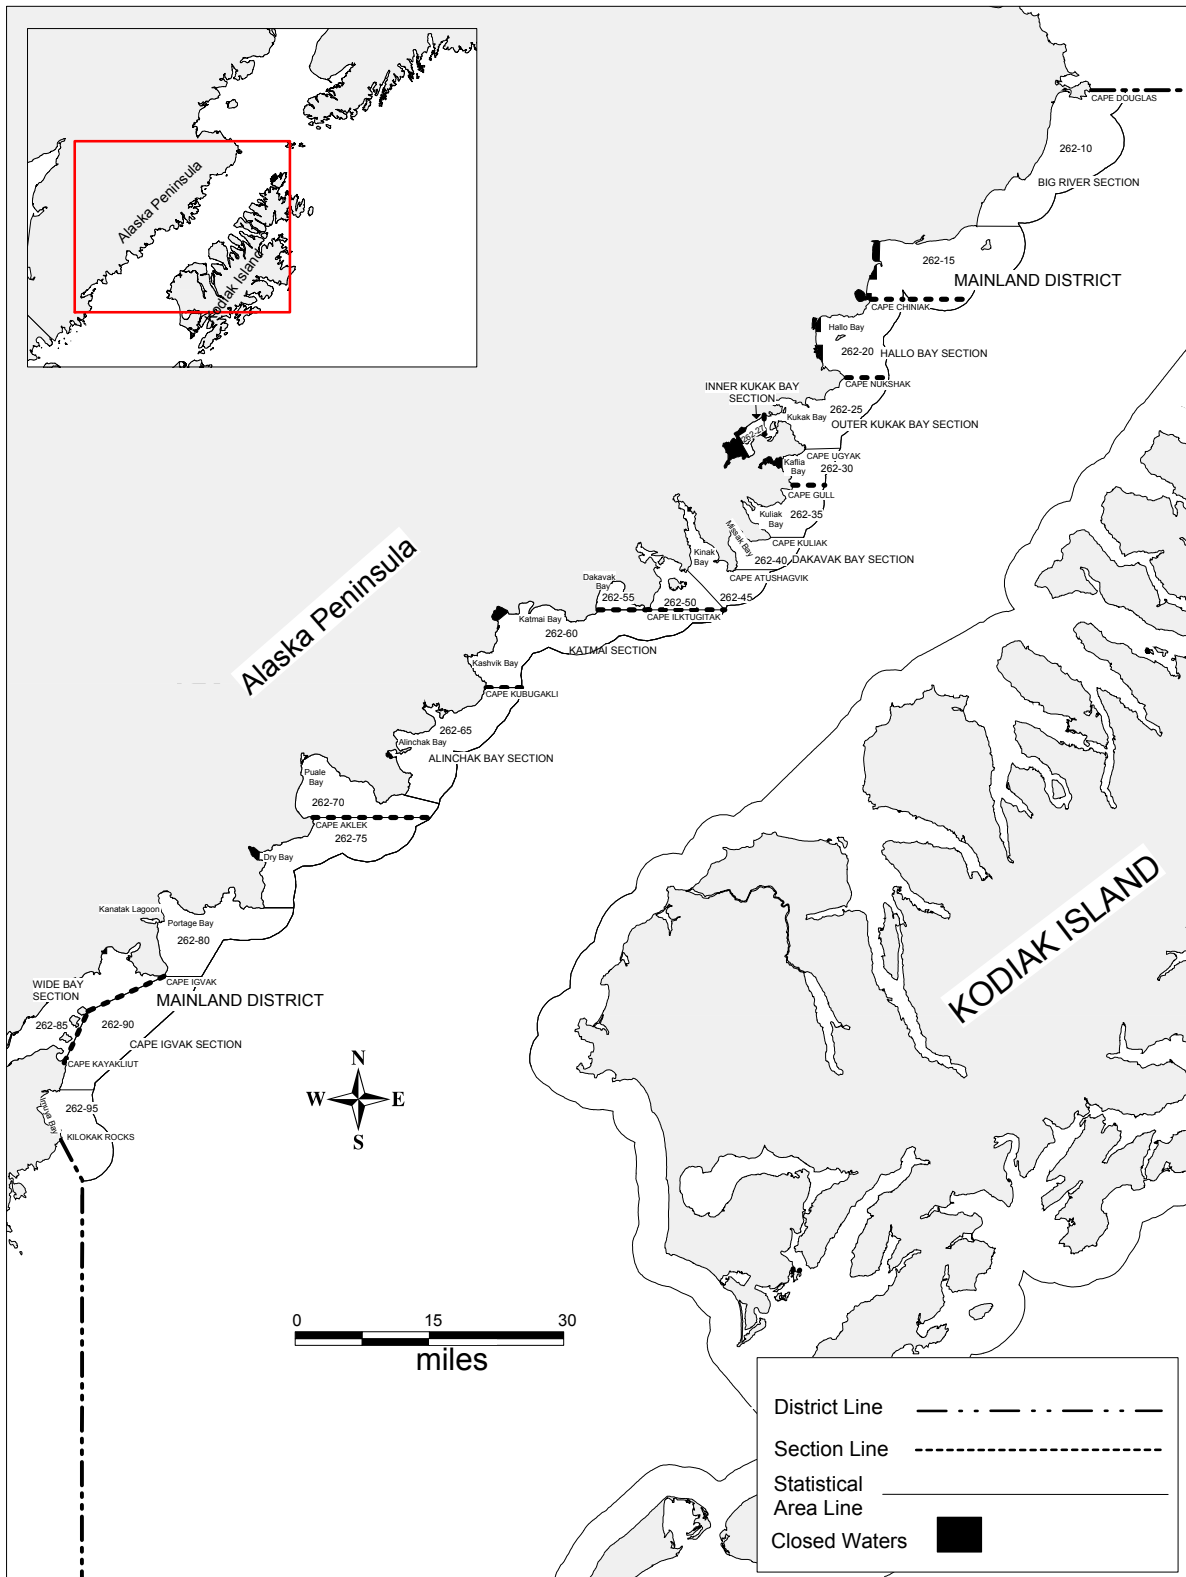 Alaska Peninsula
Kodiak Island
CAPE DOUGLAS
262-10
BIG RIVER SECTION
262-15
MAINLAND DISTRICT
CAPE CHINIAK
Hallo Bay
262-20
HALLO BAY SECTION
CAPE NUKSHAK
INNER KUKAK BAY
SECTION
262-25
Kukak Bay
OUTER KUKAK BAY SECTION
262-27
CAPE UGYAK
Kaflia
Bay
262-30
CAPE GULL
Kuliak
Bay
262-35
Missak Bay
CAPE KULIAK
Kinak
Bay
262-40
DAKAVAK BAY SECTION
CAPE ATUSHAGVIK
Dakavak
Bay
262-55
262-50
262-45
CAPE ILKTUGITAK
Katmai Bay
262-60
KATMAI SECTION
Kashvik Bay
CAPE KUBUGAKLI
Alaska Peninsula
262-65
Alinchak Bay
ALINCHAK BAY SECTION
Puale
Bay
262-70
CAPE AKLEK
262-75
Dry Bay
KODIAK ISLAND
Kanatak Lagoon
Portage Bay
262-80
CAPE IGVAK
WIDE BAY
SECTION
MAINLAND DISTRICT
262-85
262-90
CAPE IGVAK SECTION
CAPE KAYAKLIUT
262-95
Imuya Bay
KILOKAK ROCKS
N
W
E
S
0
15
30
miles
District Line
Section Line
Statistical
Area Line
Closed Waters